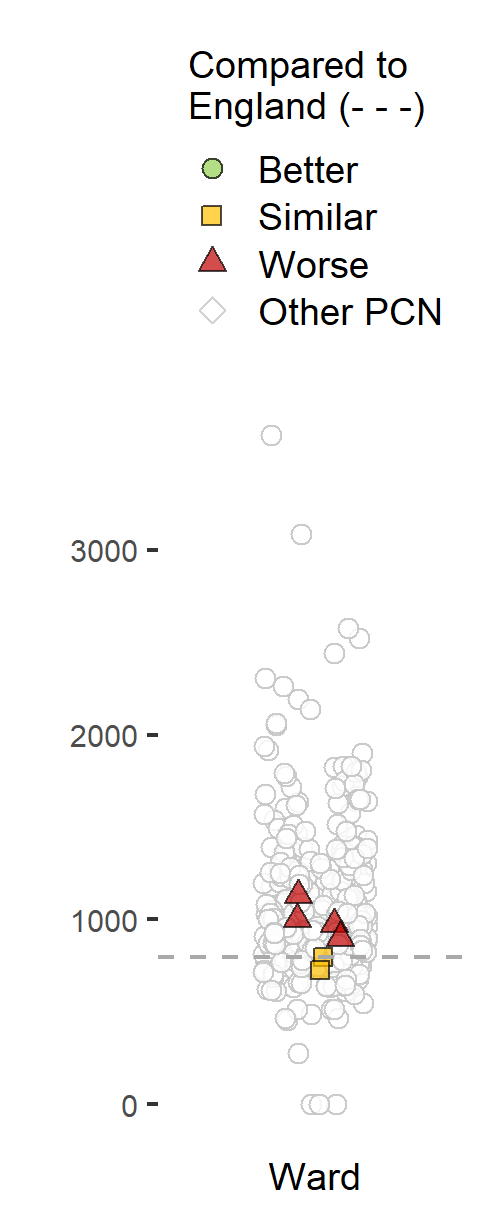 Compared to
England (- - -)
Better
Similar
Worse
Other PCN
3000
2000
1000
0
Ward